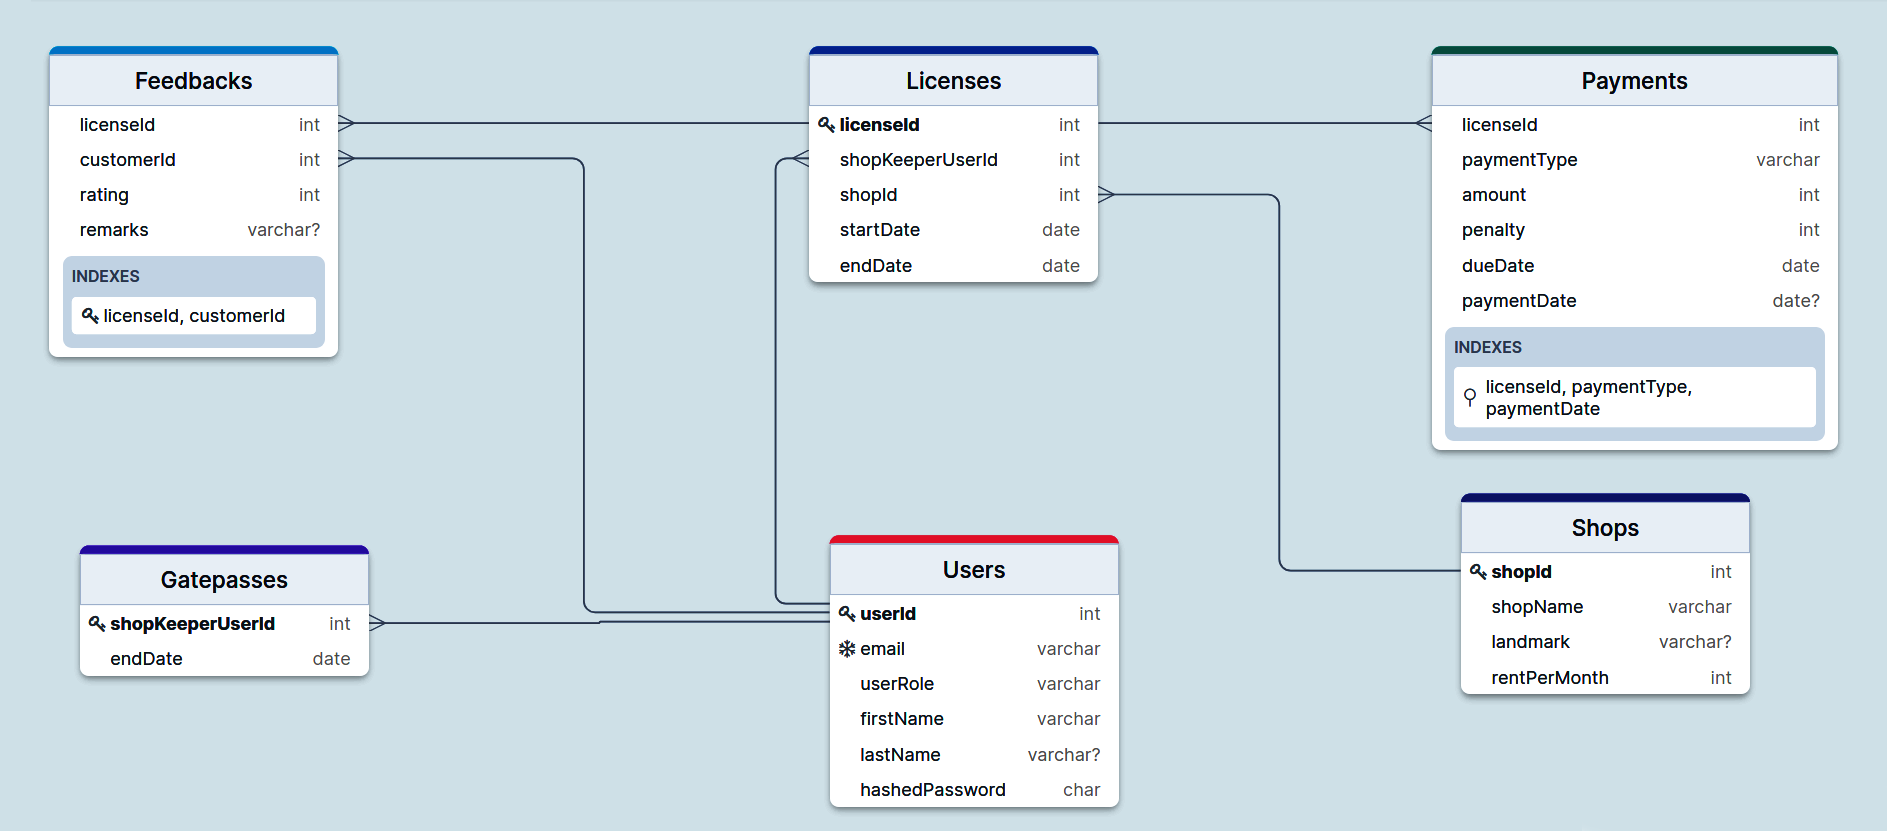 Feedbacks
licenseId int
customerId int
rating int
remarks varchar?
INDEXES
licenseId, customerId
Licenses
licenseId int
shopKeeperUserId int
shopId int
startDate date
endDate date
Payments
licenseId int
paymentType varchar
amount int
penalty int
dueDate date
paymentDate date?
INDEXES
licenseId, paymentType,
paymentDate
Gatepasses
shopKeeperUserId int
endDate date
Users
userId int
email varchar
userRole varchar
firstName varchar
lastName varchar?
hashedPassword char
Shops
shopId int
shopName varchar
landmark varchar?
rentPerMonth int